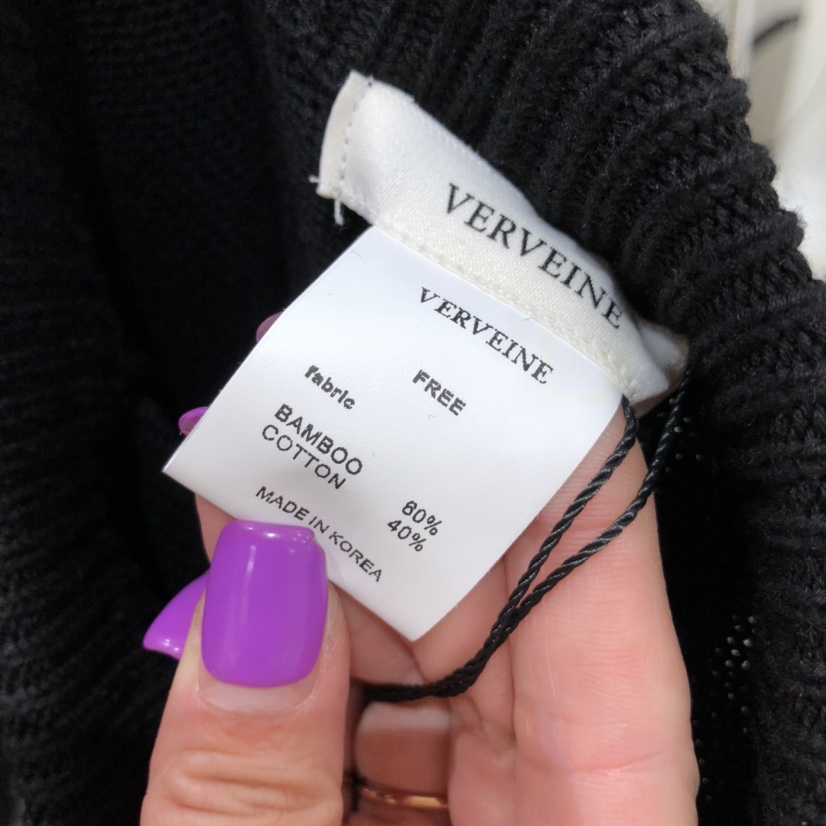 VERVEINE
VERVEINE
fabric FREE
BAMBOO 60%
COTTON 40%
MADE IN KOREA